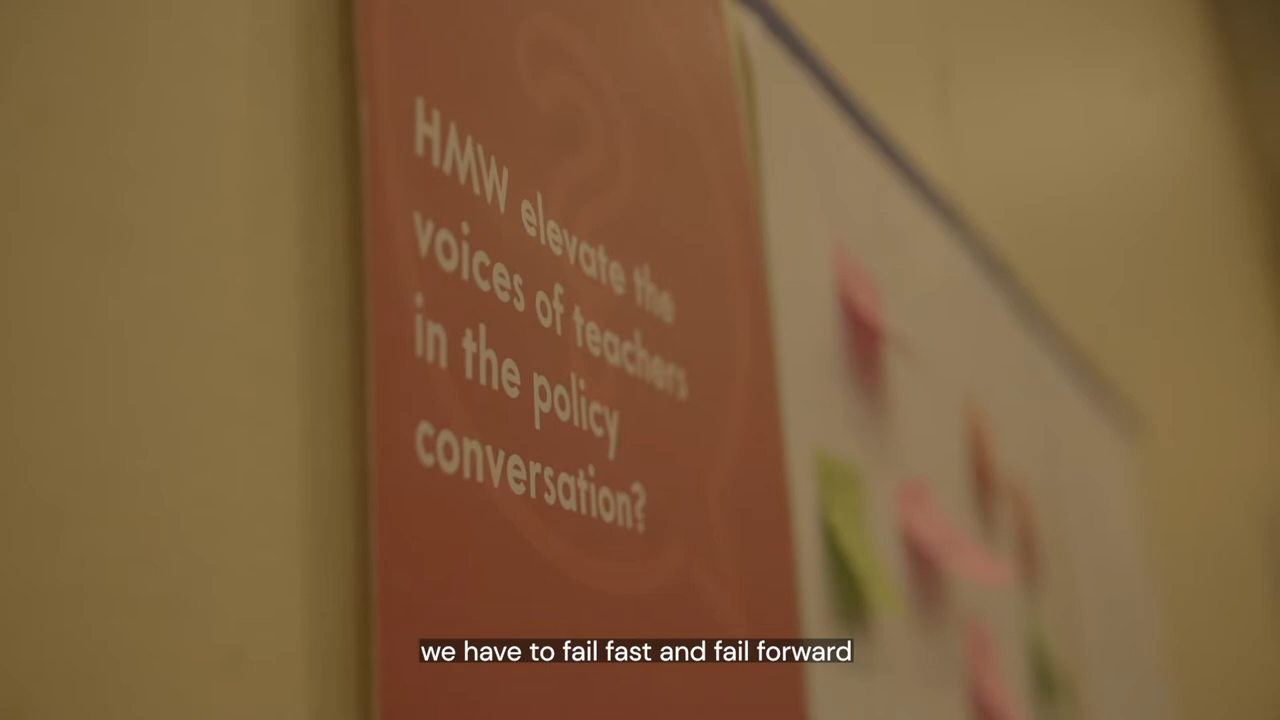 HMW elevate the
voices of teachers
in the policy
conversation?
we have to fail fast and fail forward